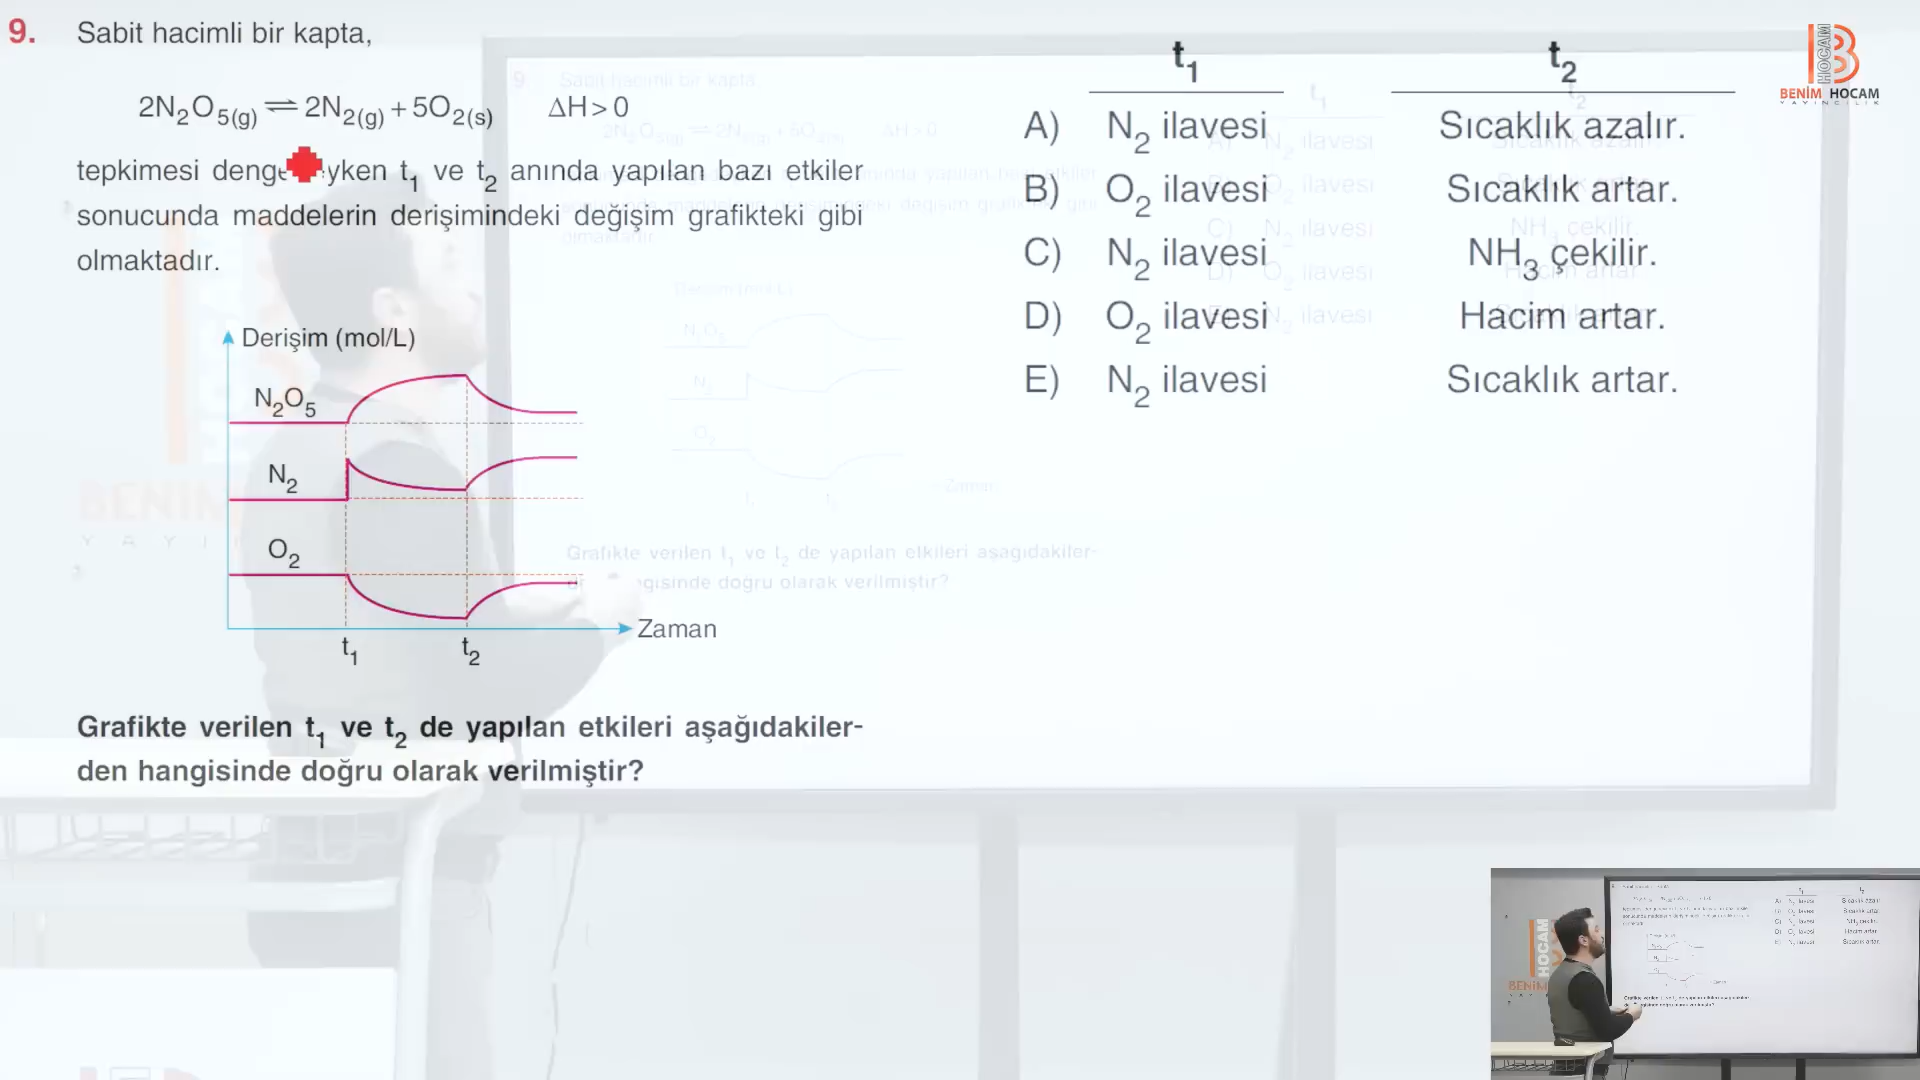 9. Sabit hacimli bir kapta,
2N₂O₅(g) ⇌ 2N₂(g) + 5O₂(s) ΔH > 0
tepkimesi deng yken t₁ ve t₂ anında yapılan bazı etkiler
sonucunda maddelerin derişimindeki değişim grafikteki gibi
olmaktadır.
Derişim (mol/L)
N₂O₅
N₂
O₂
Zaman
t₁ t₂
Grafikte verilen t₁ ve t₂ de yapılan etkileri aşağıdakiler-
den hangisinde doğru olarak verilmiştir?
t₁ t₂
A) N₂ ilavesi Sıcaklık azalır.
B) O₂ ilavesi Sıcaklık artar.
C) N₂ ilavesi NH₃ çekilir.
D) O₂ ilavesi Hacim artar.
E) N₂ ilavesi Sıcaklık artar.
B HOCAM
BENİM HOCAM
YAYINCILIK